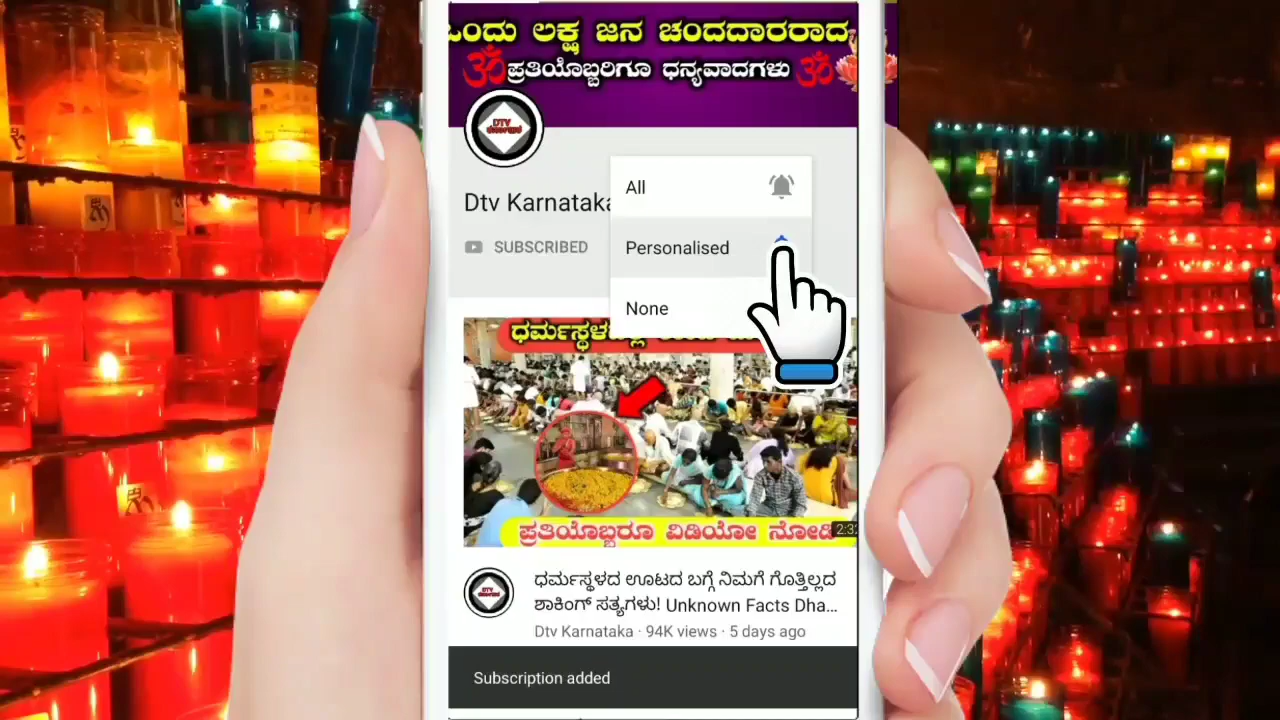 ಒಂದು ಲಕ್ಷ ಜನ ಚಂದದಾರರಾದ
ಪ್ರತಿಯೊಬ್ಬರಿಗೂ ಧನ್ಯವಾದಗಳು
DTV
Dtv Karnataka
SUBSCRIBED
All
Personalised
None
ಪ್ರತಿಯೊಬ್ಬರೂ ವಿಡಿಯೋ ನೋಡಿ
ಧರ್ಮಸ್ಥಳದ ಊಟದ ಬಗ್ಗೆ ನಿಮಗೆ ಗೊತ್ತಿಲ್ಲದ
ಶಾಕಿಂಗ್ ಸತ್ಯಗಳು! Unknown Facts Dha...
Dtv Karnataka · 94K views · 5 days ago
Subscription added